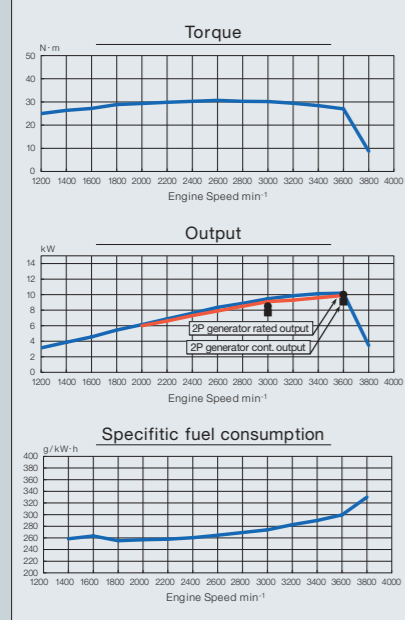 Torque
N·m
50
40
30
20
10
0
1200 1400 1600 1800 2000 2200 2400 2600 2800 3000 3200 3400 3600 3800 4000
Engine Speed min-1
Output
kW
14
12
10
8
6
4
2
0
2P generator rated output
2P generator cont. output
1200 1400 1600 1800 2000 2200 2400 2600 2800 3000 3200 3400 3600 3800 4000
Engine Speed min-1
Specifitic fuel consumption
g/kW·h
400
380
360
340
320
300
280
260
240
220
200
1200 1400 1600 1800 2000 2200 2400 2600 2800 3000 3200 3400 3600 3800 4000
Engine Speed min-1